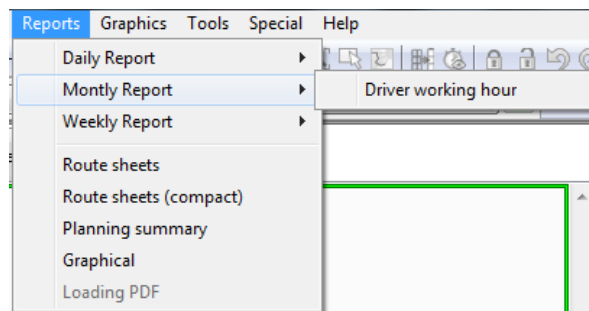 Reports Graphics Tools Special Help
Daily Report
Montly Report
Driver working hour
Weekly Report
Route sheets
Route sheets (compact)
Planning summary
Graphical
Loading PDF